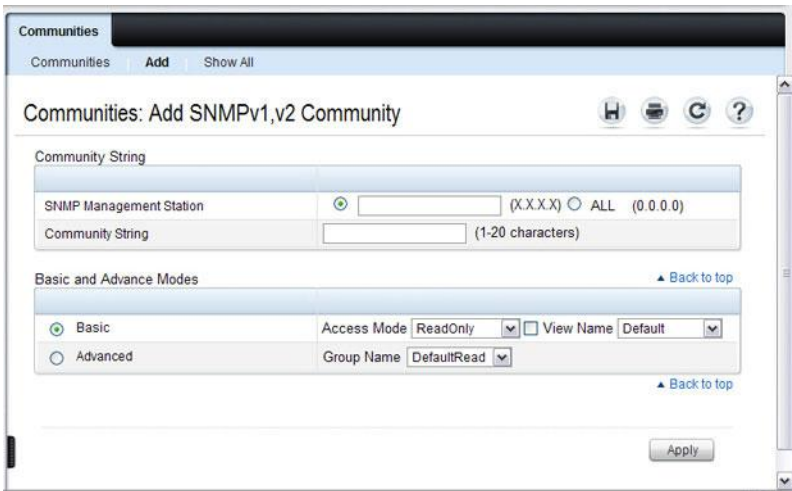 Communities
Communities Add Show All
Communities: Add SNMPv1,v2 Community
Community String
SNMP Management Station (X.X.X.X) ALL (0.0.0.0)
Community String (1-20 characters)
Basic and Advance Modes Back to top
Basic Access Mode ReadOnly View Name Default
Advanced Group Name DefaultRead
Back to top
Apply